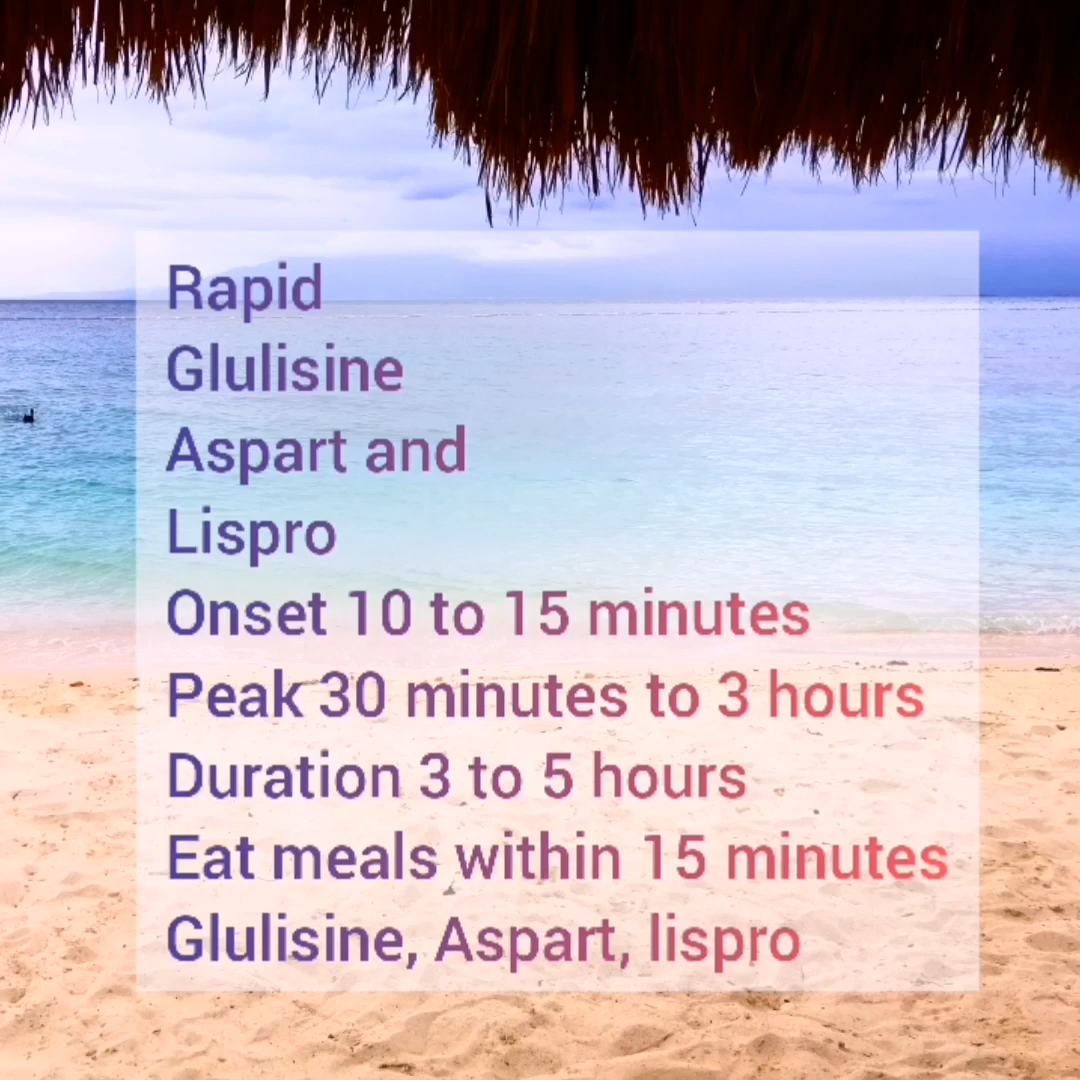 Rapid
Glulisine
Aspart and
Lispro
Onset 10 to 15 minutes
Peak 30 minutes to 3 hours
Duration 3 to 5 hours
Eat meals within 15 minutes
Glulisine, Aspart, lispro